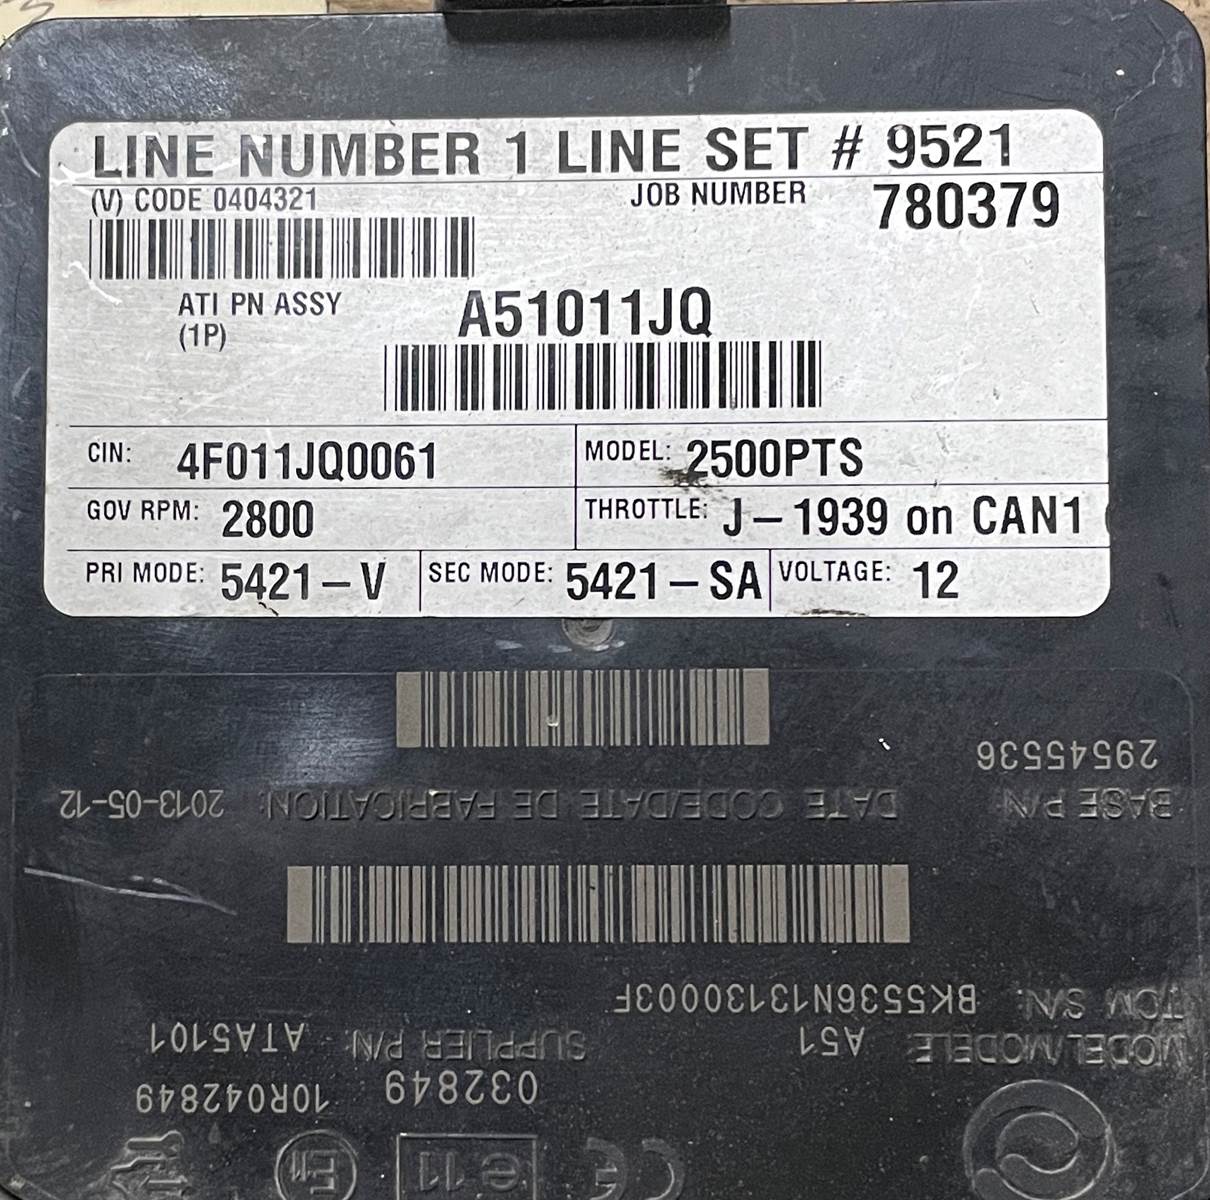 LINE NUMBER 1 LINE SET # 9521
(V) CODE 0404321
JOB NUMBER 780379
ATI PN ASSY A51011JQ
(1P)
CIN: 4F011JQ0061 MODEL: 2500PTS
GOV RPM: 2800 THROTTLE: J-1939 on CAN1
PRI MODE: 5421-V SEC MODE: 5421-SA VOLTAGE: 12
10R042849 032849
e 11 E11 CE
MODEL/MODELE: A51 SUPPLIER P/N: ATA5101
TCM S/N: BK5536N13130003F
BASE P/N: DATE CODE/DATE DE FABRICATION: 2013-05-12
29545536